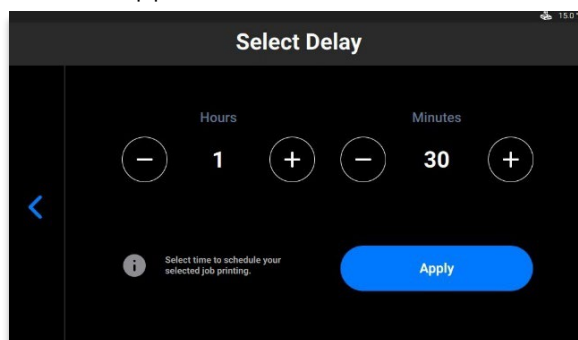 15.0°
Select Delay
Hours
Minutes
1
30
Select time to schedule your
selected job printing.
Apply